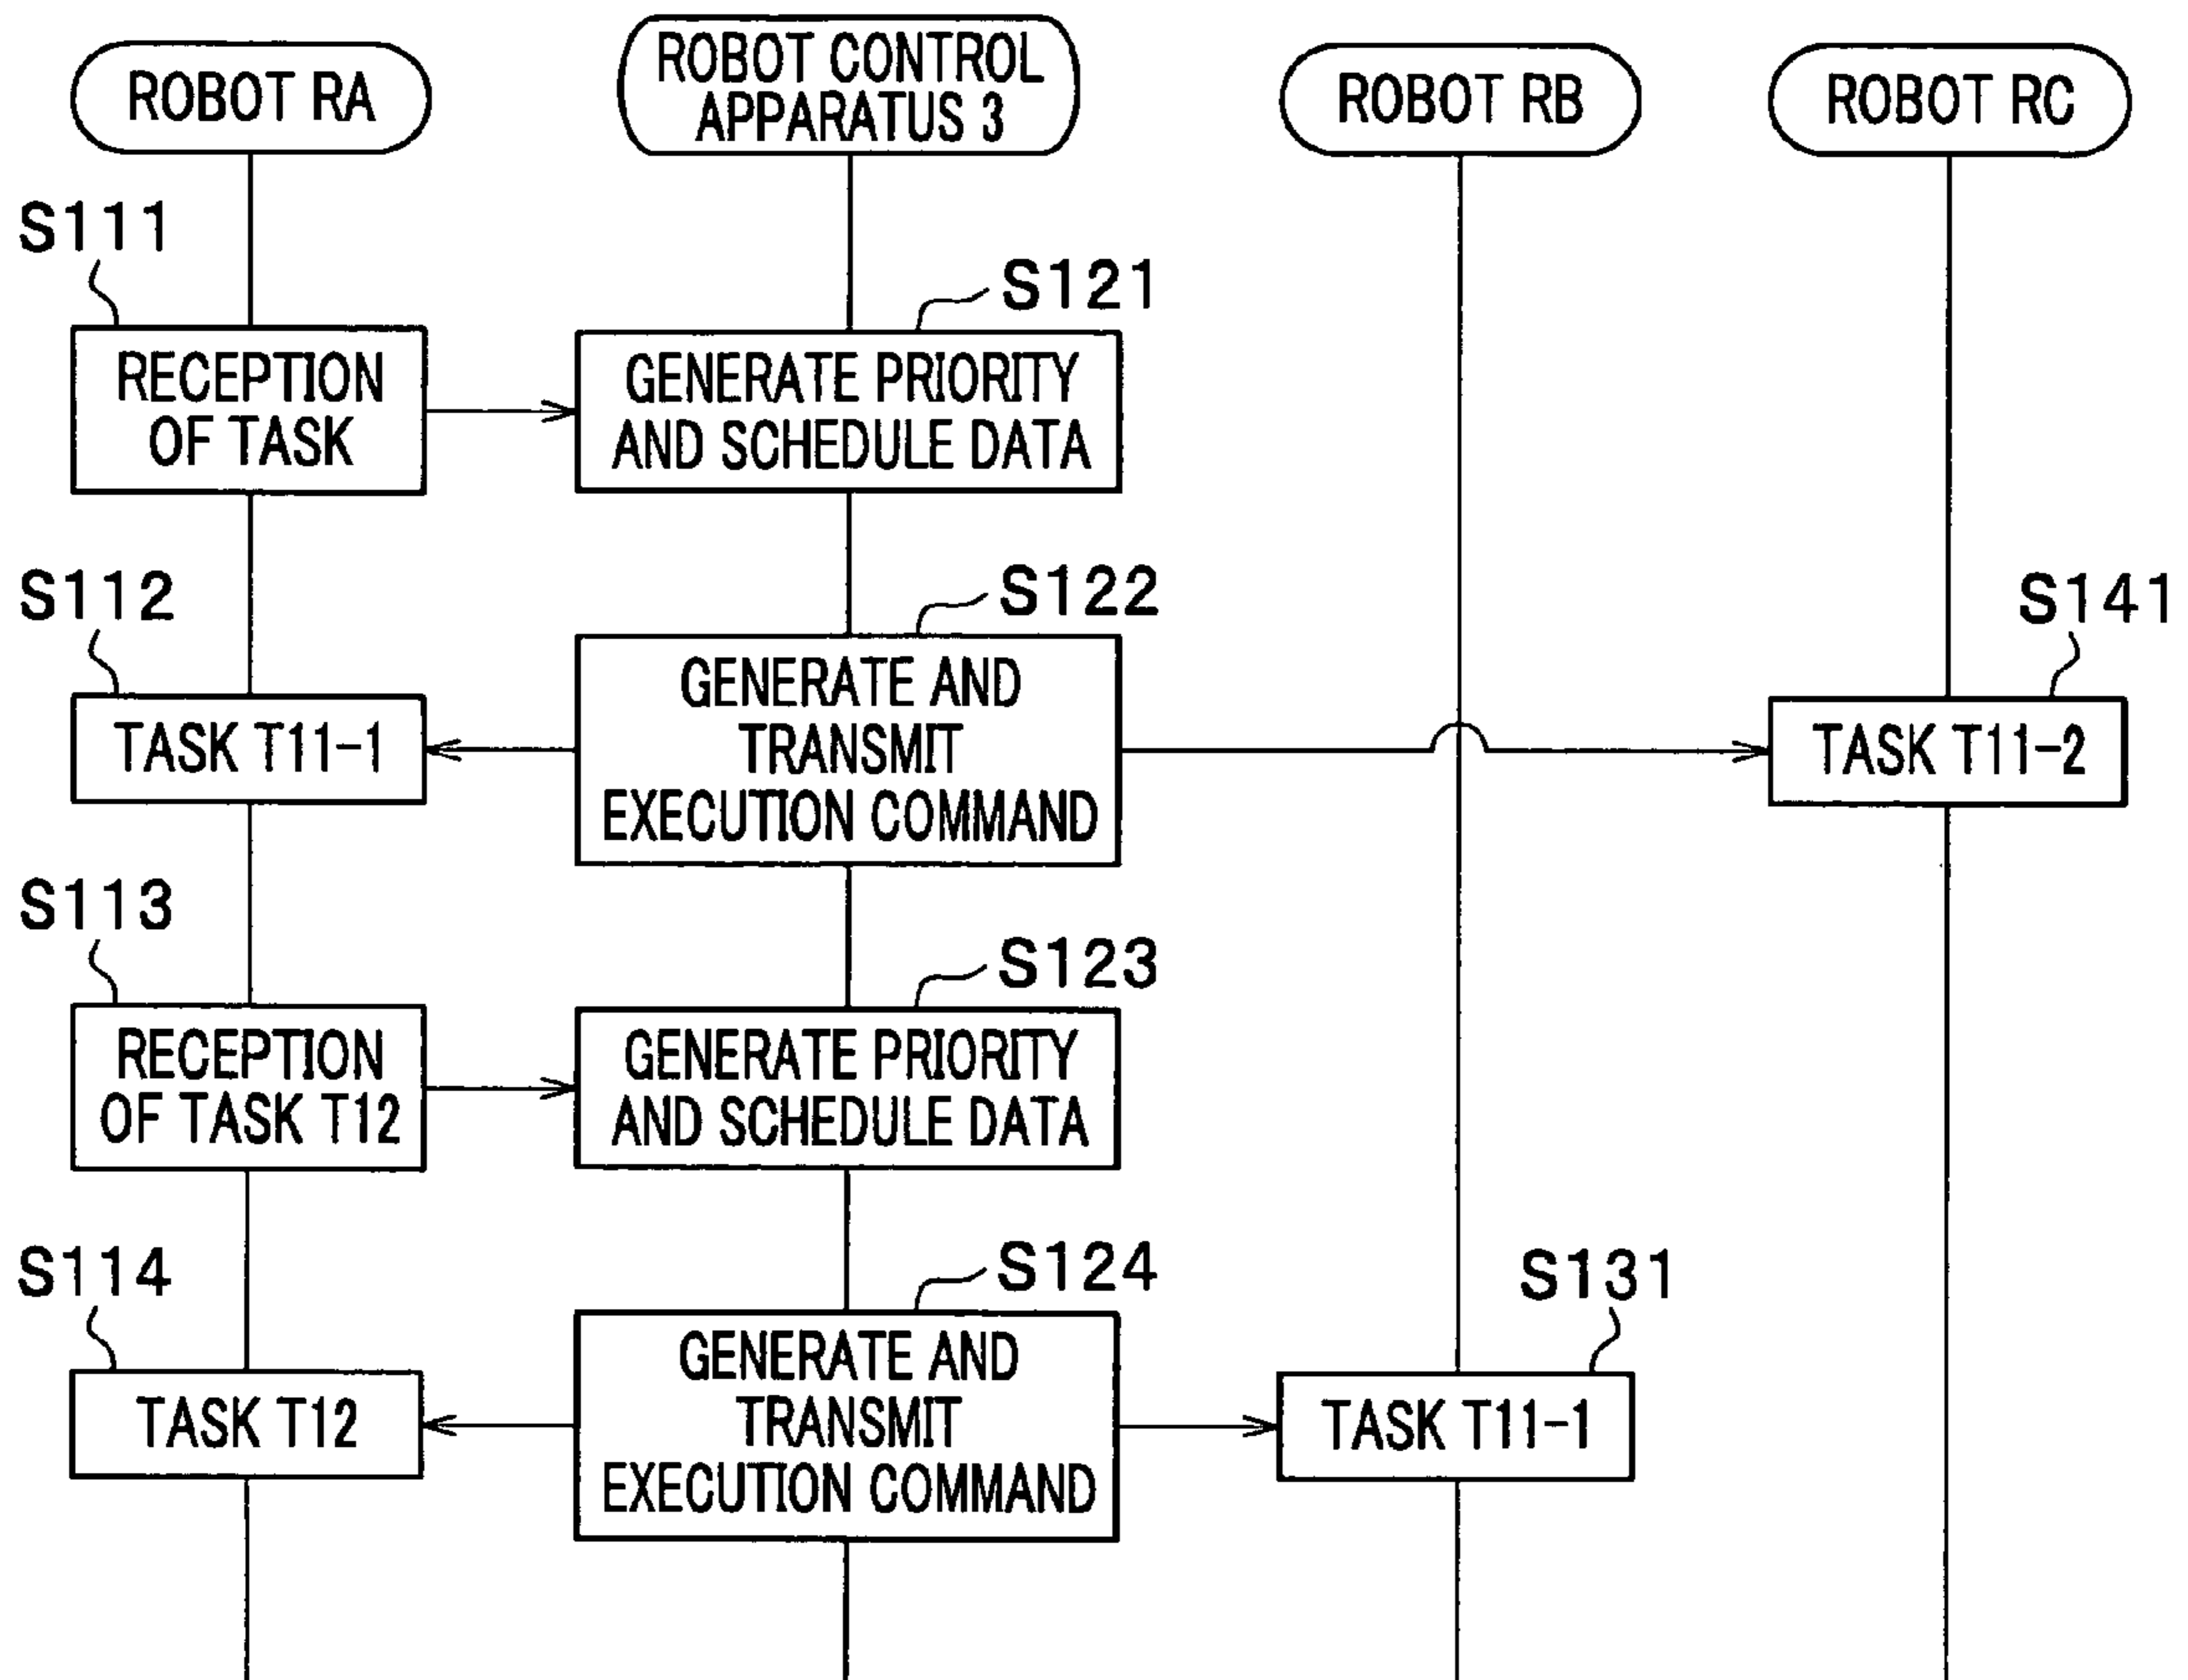 ROBOT RA
ROBOT CONTROL
APPARATUS 3
ROBOT RB
ROBOT RC
S111
RECEPTION
OF TASK
S121
GENERATE PRIORITY
AND SCHEDULE DATA
S112
TASK T11-1
S122
GENERATE AND
TRANSMIT
EXECUTION COMMAND
S141
TASK T11-2
S113
RECEPTION
OF TASK T12
S123
GENERATE PRIORITY
AND SCHEDULE DATA
S114
TASK T12
S124
GENERATE AND
TRANSMIT
EXECUTION COMMAND
S131
TASK T11-1